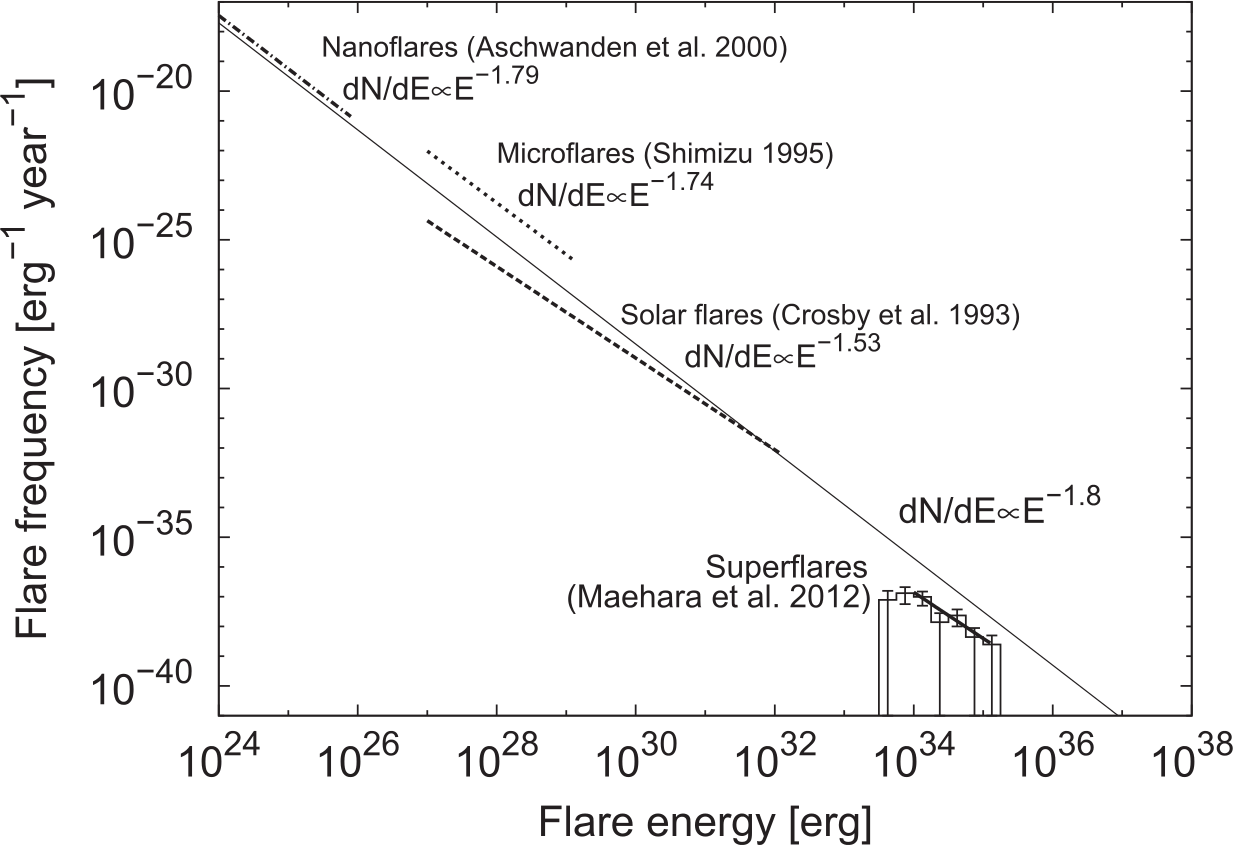 Nanoflares (Aschwanden et al. 2000)
dN/dE∝E−1.79
Microflares (Shimizu 1995)
dN/dE∝E−1.74
Solar flares (Crosby et al. 1993)
dN/dE∝E−1.53
dN/dE∝E−1.8
Superflares
(Maehara et al. 2012)
Flare frequency [erg−1 year−1]
10−20
10−25
10−30
10−35
10−40
1024 1026 1028 1030 1032 1034 1036 1038
Flare energy [erg]